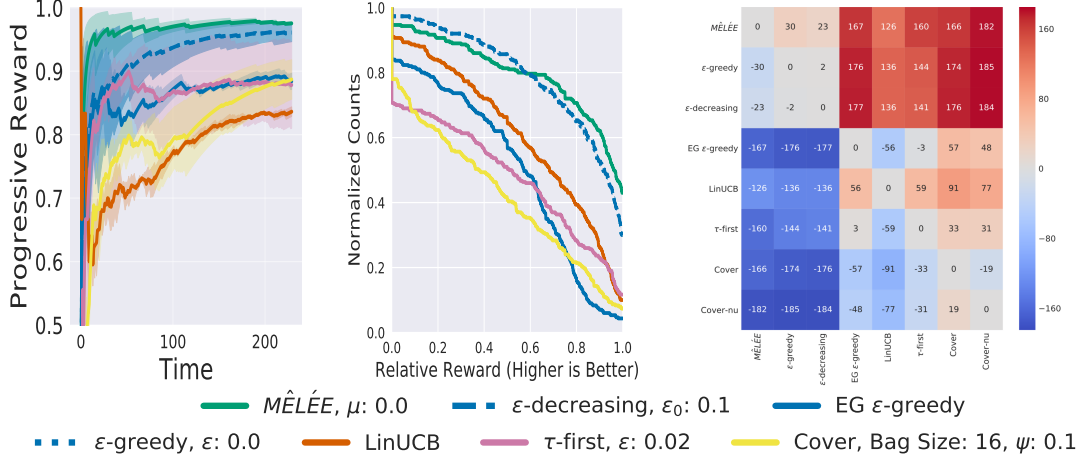 Progressive Reward
1.0
0.9
0.8
0.7
0.6
0.5
0
100
200
Time
Normalized Counts
1.0
0.8
0.6
0.4
0.2
0.0
0.0 0.2 0.4 0.6 0.8 1.0
Relative Reward (Higher is Better)
MÊLÉE 0 30 23 167 126 160 166 182
ε-greedy -30 0 2 176 136 144 174 185
ε-decreasing -23 -2 0 177 136 141 176 184
EG ε-greedy -167 -176 -177 0 -56 -3 57 48
LinUCB -126 -136 -136 56 0 59 91 77
τ-first -160 -144 -141 3 -59 0 33 31
Cover -166 -174 -176 -57 -91 -33 0 -19
Cover-nu -182 -185 -184 -48 -77 -31 19 0
MÊLÉE ε-greedy ε-decreasing EG ε-greedy LinUCB τ-first Cover Cover-nu
160
80
0
−80
−160
MÊLÉE, μ: 0.0 ε-decreasing, ε0: 0.1 EG ε-greedy
ε-greedy, ε: 0.0 LinUCB τ-first, ε: 0.02 Cover, Bag Size: 16, ψ: 0.1